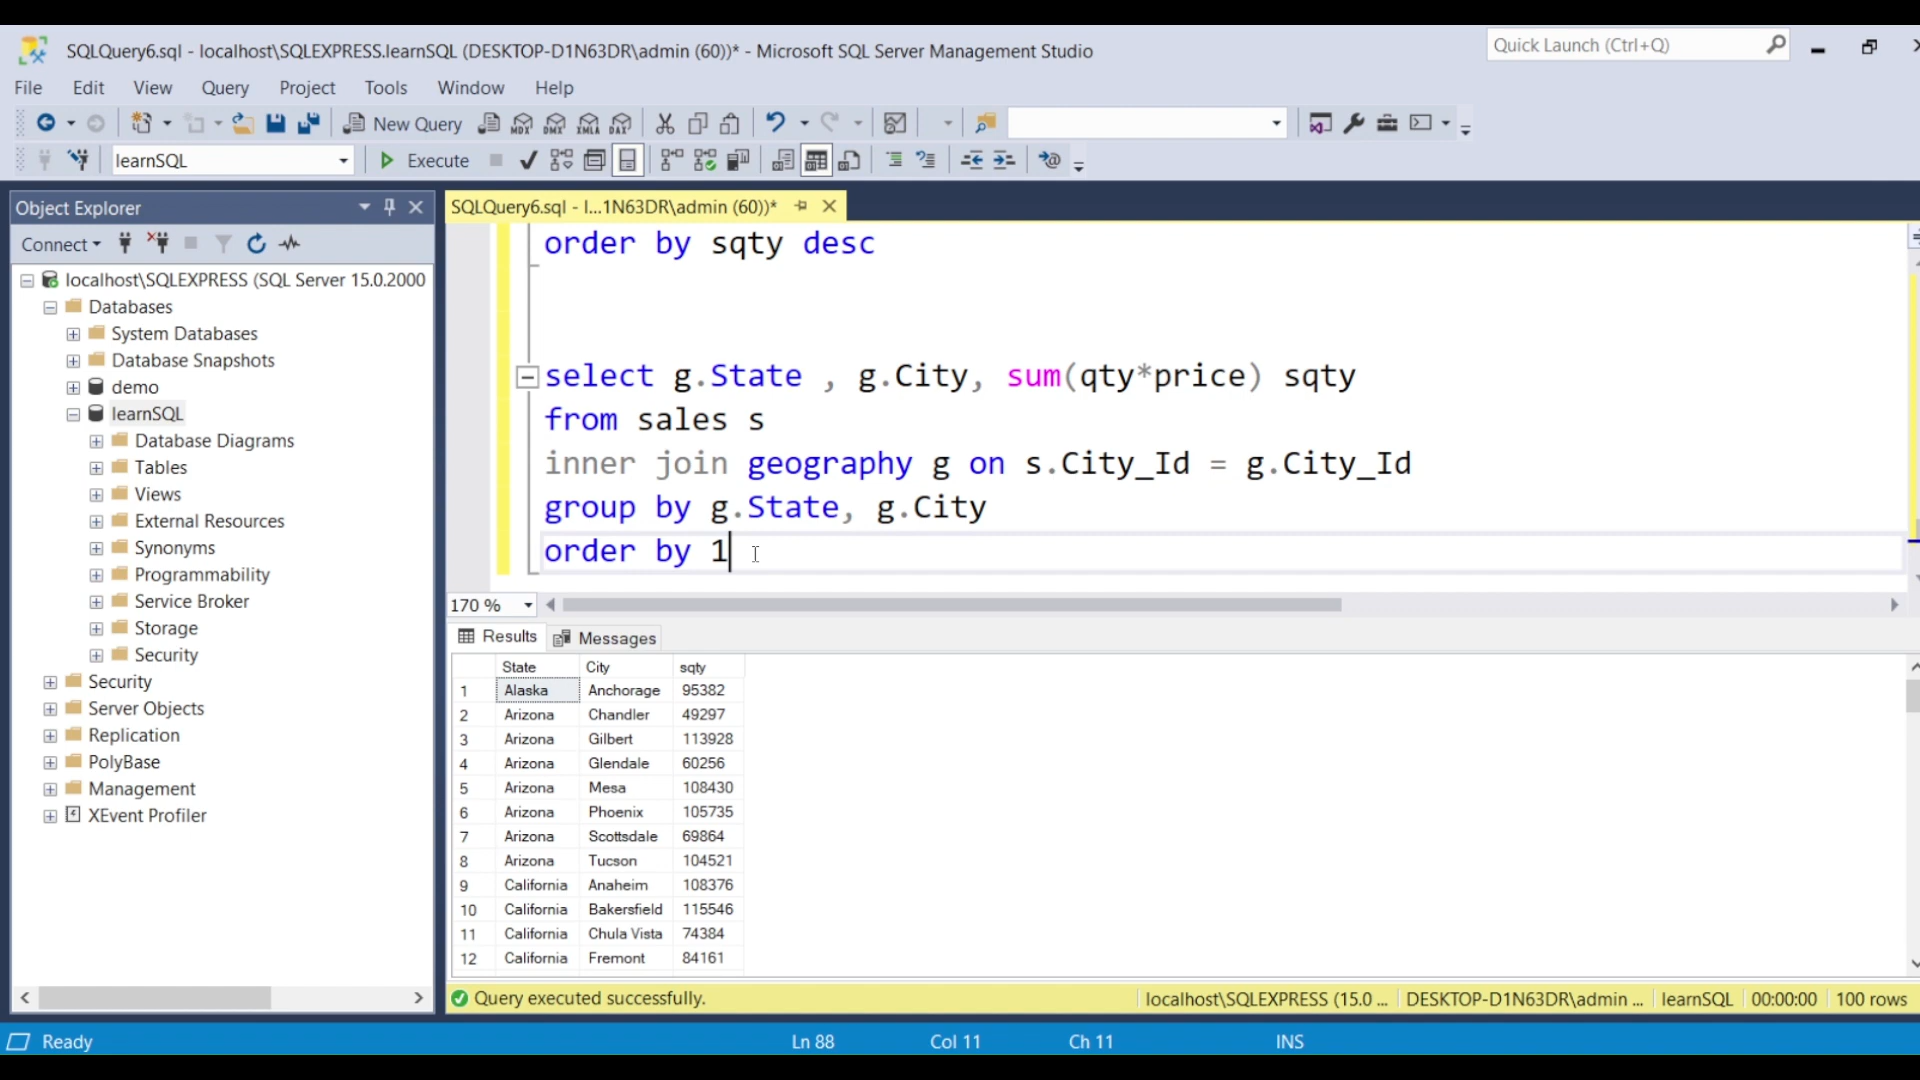 SQLQuery6.sql - localhost\SQLEXPRESS.learnSQL (DESKTOP-D1N63DR\admin (60))* - Microsoft SQL Server Management Studio
Quick Launch (Ctrl+Q)
File Edit View Query Project Tools Window Help
New Query MDX DMX XMLA DAX
learnSQL Execute
Object Explorer
SQLQuery6.sql - l...1N63DR\admin (60))*
Connect
localhost\SQLEXPRESS (SQL Server 15.0.2000
Databases
System Databases
Database Snapshots
demo
learnSQL
Database Diagrams
Tables
Views
External Resources
Synonyms
Programmability
Service Broker
Storage
Security
Security
Server Objects
Replication
PolyBase
Management
XEvent Profiler
order by sqty desc
select g.State , g.City, sum(qty*price) sqty
from sales s
inner join geography g on s.City_Id = g.City_Id
group by g.State, g.City
order by 1
170 %
Results Messages
State City sqty
1 Alaska Anchorage 95382
2 Arizona Chandler 49297
3 Arizona Gilbert 113928
4 Arizona Glendale 60256
5 Arizona Mesa 108430
6 Arizona Phoenix 105735
7 Arizona Scottsdale 69864
8 Arizona Tucson 104521
9 California Anaheim 108376
10 California Bakersfield 115546
11 California Chula Vista 74384
12 California Fremont 84161
Query executed successfully. localhost\SQLEXPRESS (15.0 ... DESKTOP-D1N63DR\admin ... learnSQL 00:00:00 100 rows
Ready Ln 88 Col 11 Ch 11 INS